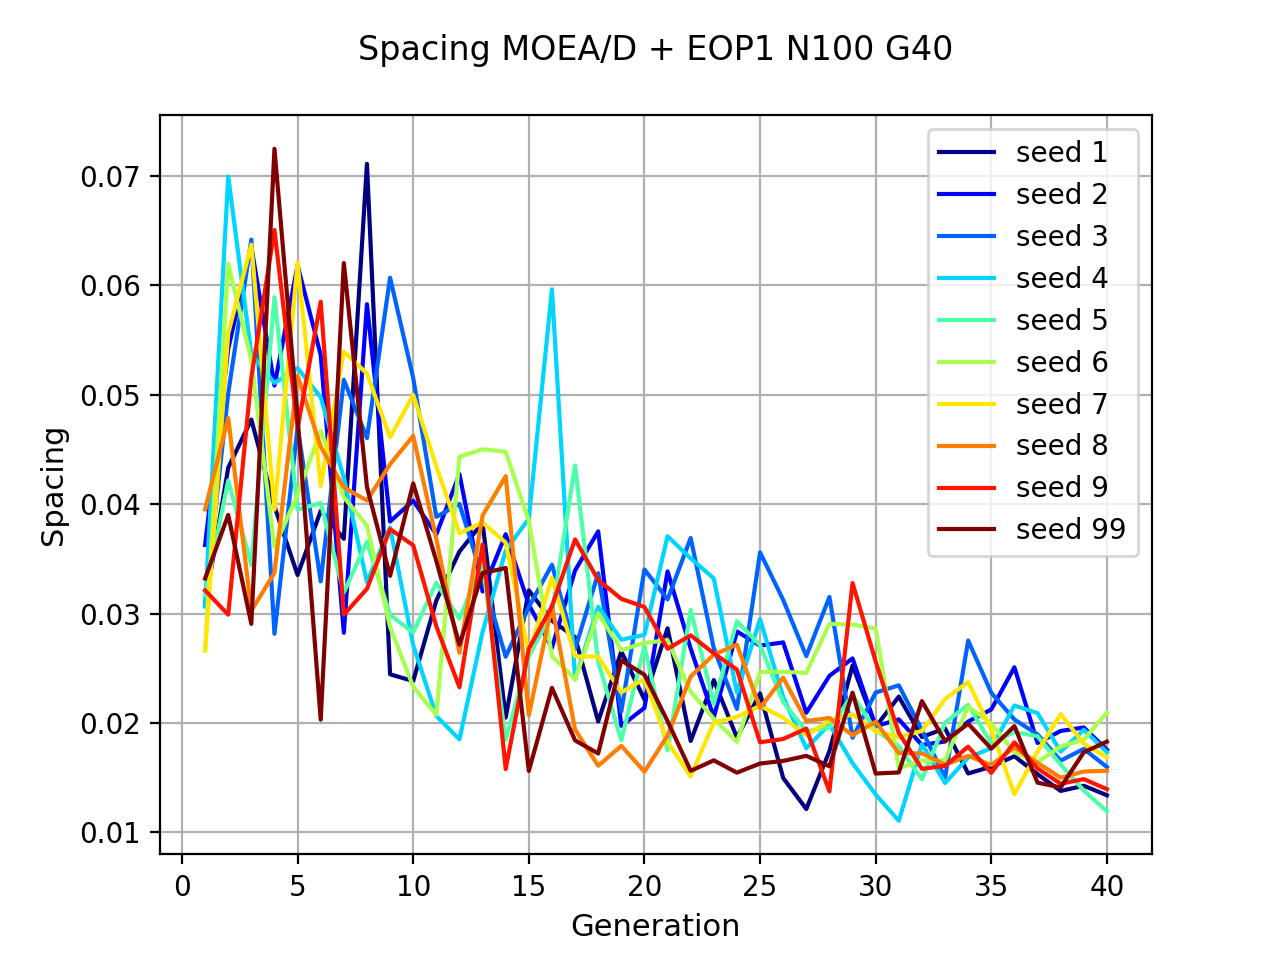 Spacing MOEA/D + EOP1 N100 G40
seed 1
seed 2
seed 3
seed 4
seed 5
seed 6
seed 7
seed 8
seed 9
seed 99
0.07
0.06
0.05
0.04
0.03
0.02
0.01
Spacing
0 5 10 15 20 25 30 35 40
Generation